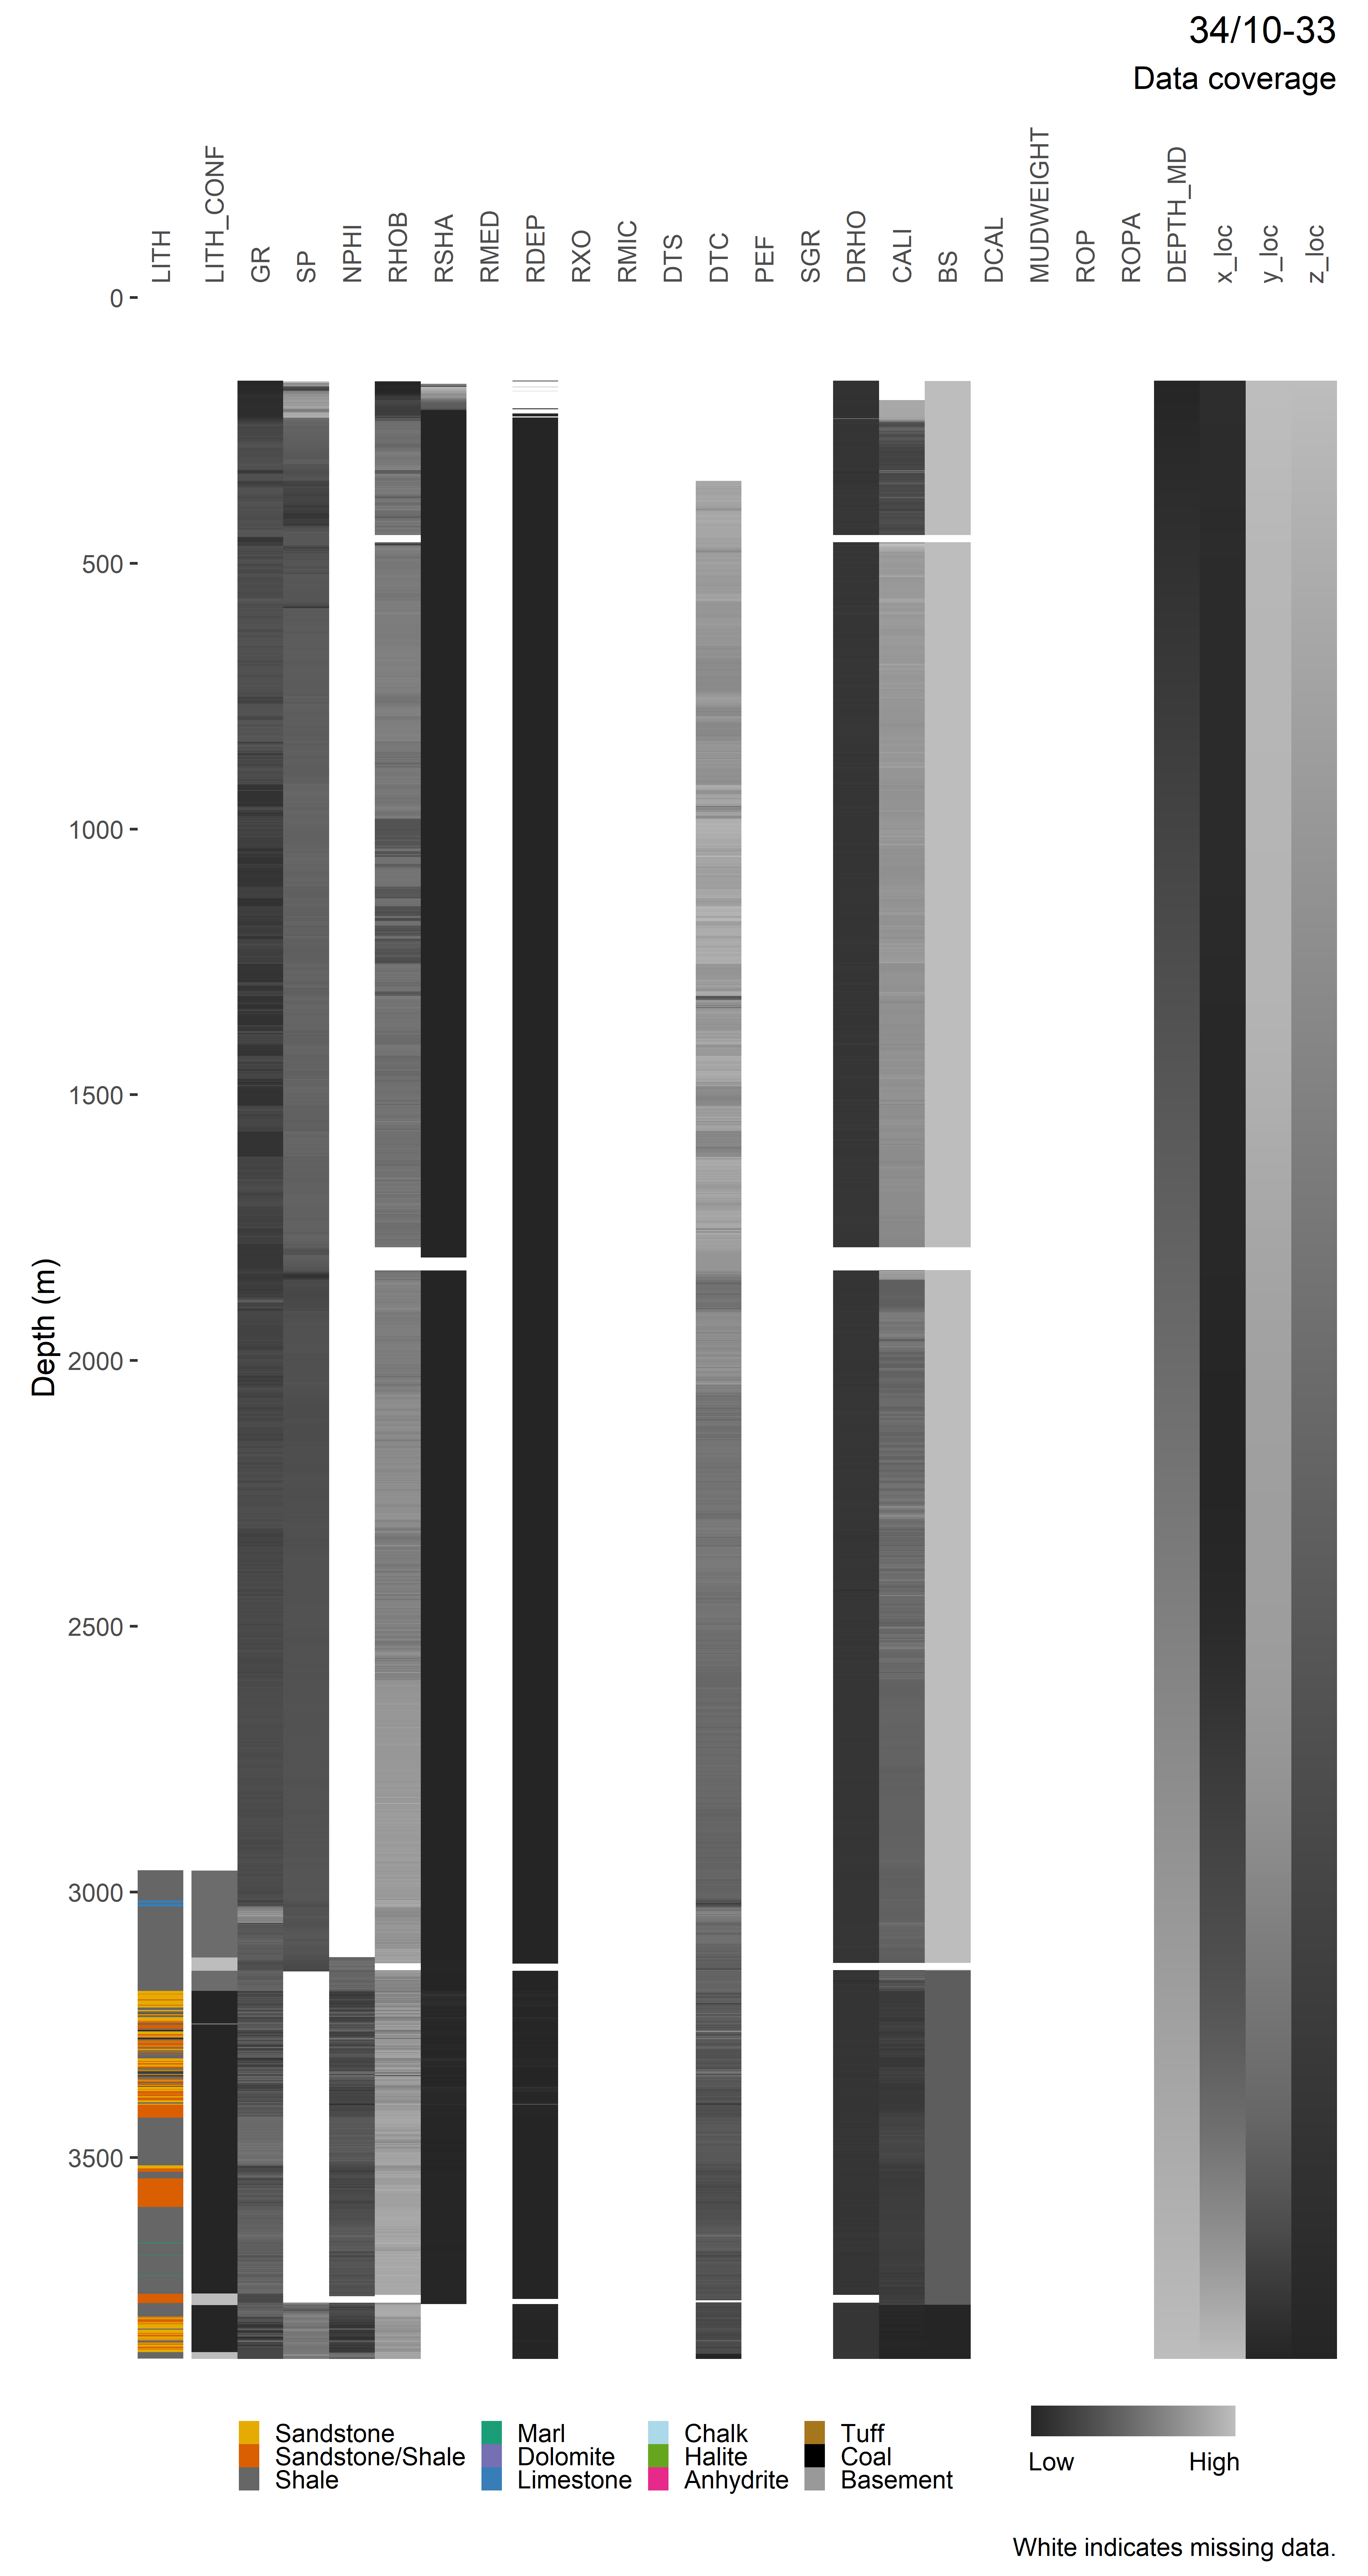 34/10-33
Data coverage
LITH
LITH_CONF
GR
SP
NPHI
RHOB
RSHA
RMED
RDEP
RXO
RMIC
DTS
DTC
PEF
SGR
DRHO
CALI
BS
DCAL
MUDWEIGHT
ROP
ROPA
DEPTH_MD
x_loc
y_loc
z_loc
0
500
1000
1500
2000
2500
3000
3500
Depth (m)
Sandstone
Sandstone/Shale
Shale
Marl
Dolomite
Limestone
Chalk
Halite
Anhydrite
Tuff
Coal
Basement
Low High
White indicates missing data.